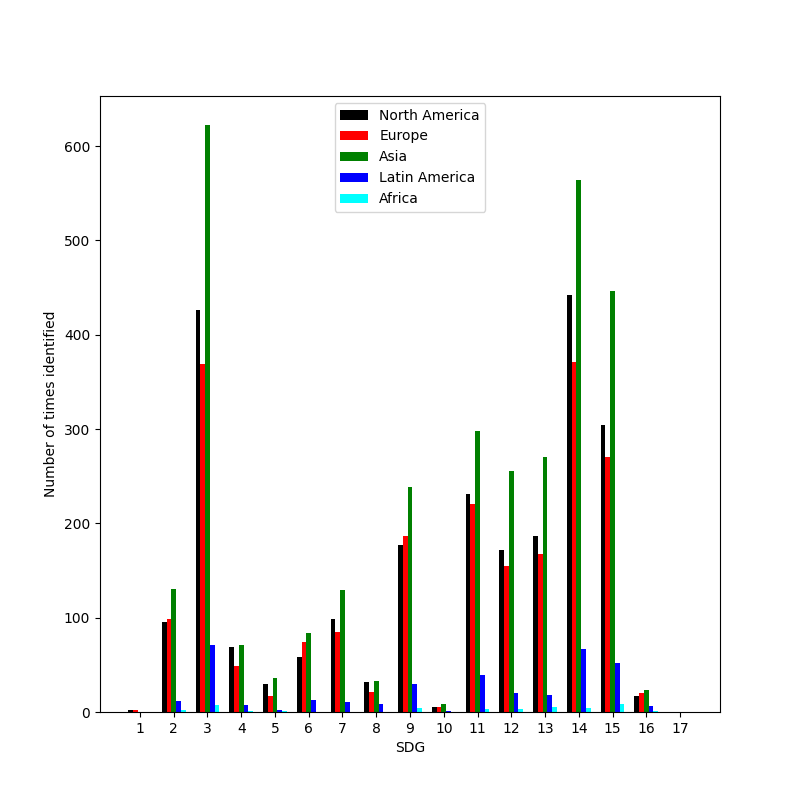 North America
Europe
Asia
Latin America
Africa
600
500
400
300
200
100
0
Number of times identified
1 2 3 4 5 6 7 8 9 10 11 12 13 14 15 16 17
SDG